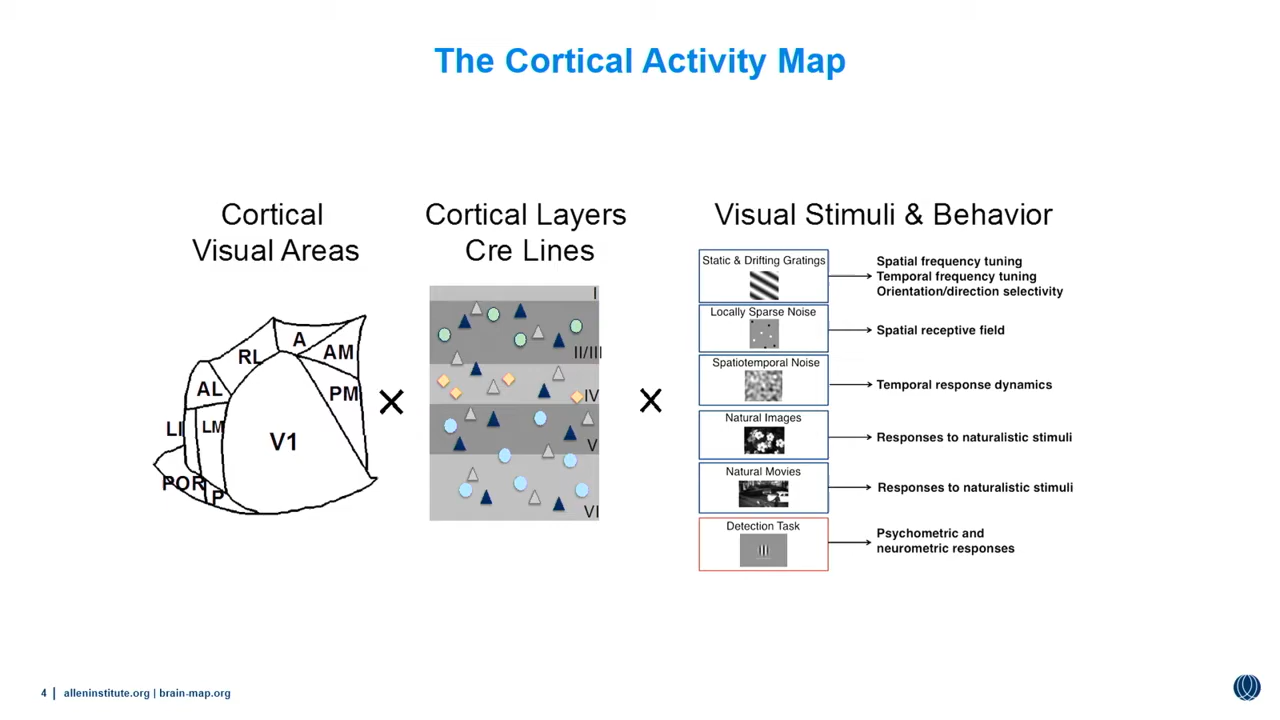 The Cortical Activity Map
Cortical
Visual Areas
RL
A
AM
AL
PM
LI
LM
V1
POR
P
×
Cortical Layers
Cre Lines
I
II/III
IV
V
VI
×
Visual Stimuli & Behavior
Static & Drifting Gratings
Spatial frequency tuning
Temporal frequency tuning
Orientation/direction selectivity
Locally Sparse Noise
Spatial receptive field
Spatiotemporal Noise
Temporal response dynamics
Natural Images
Responses to naturalistic stimuli
Natural Movies
Responses to naturalistic stimuli
Detection Task
Psychometric and
neurometric responses
4 | alleninstitute.org | brain-map.org